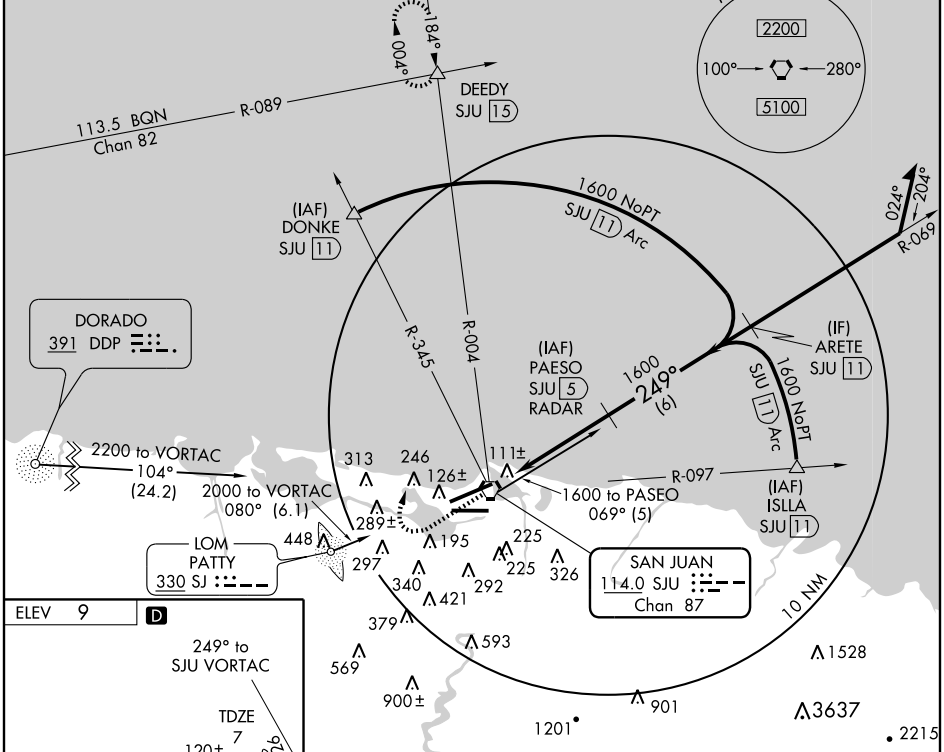 184°
004°
DEEDY
SJU 15
2200
100°
280°
5100
113.5 BQN
Chan 82
R-089
1600 NoPT
SJU 11 Arc
(IAF)
DONKE
SJU 11
024°
204°
R-069
DORADO
391 DDP
R-345
R-004
(IAF)
PAESO
SJU 5
RADAR
1600
249°
(6)
(IF)
ARETE
SJU 11
1600 NoPT
SJU 11 Arc
2200 to VORTAC
104°
(24.2)
2000 to VORTAC
080° (6.1)
313
246
126±
111±
R-097
1600 to PASEO
069° (5)
(IAF)
ISLLA
SJU 11
289±
448
297
195
225
225
326
340
292
421
379
593
569
900±
LOM
PATTY
330 SJ
SAN JUAN
114.0 SJU
Chan 87
10 NM
1528
901
3637
1201
2215
ELEV 9
D
249° to
SJU VORTAC
TDZE
7
120±
26